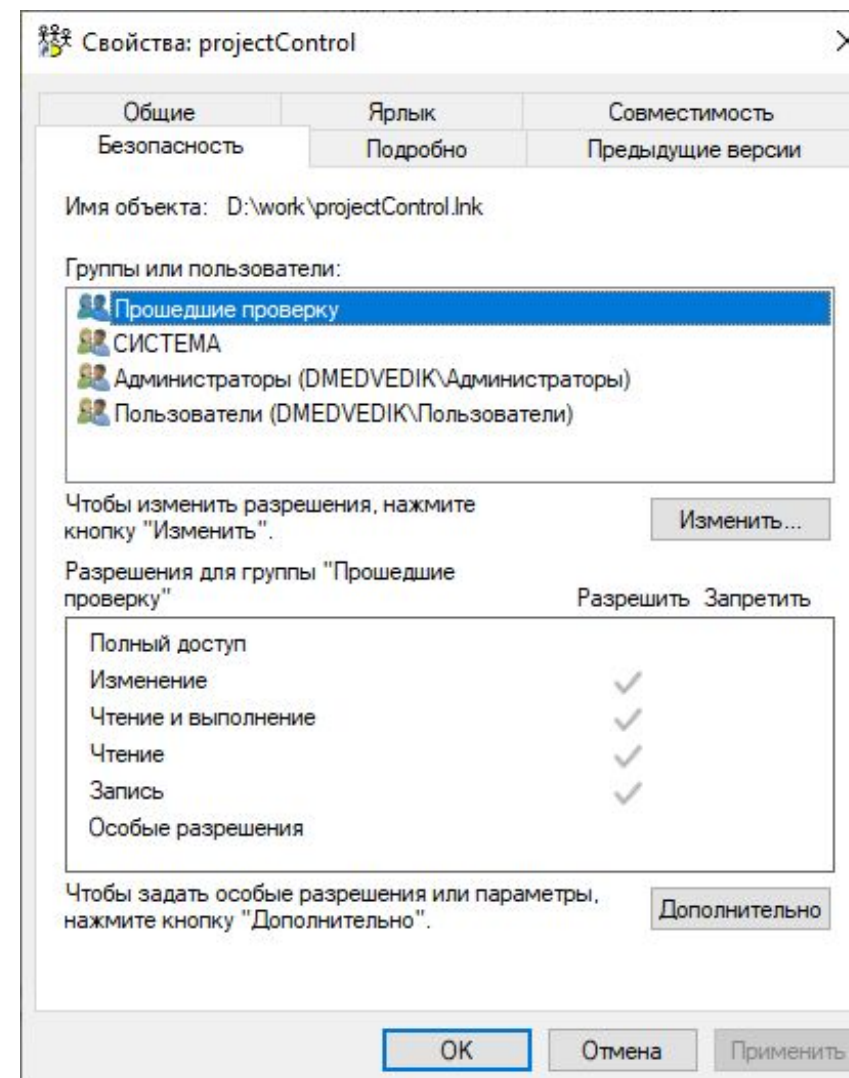 Свойства: projectControl
Общие Ярлык Совместимость
Безопасность Подробно Предыдущие версии
Имя объекта: D:\work\projectControl.lnk
Группы или пользователи:
Прошедшие проверку
СИСТЕМА
Администраторы (DMEDVEDIK\Администраторы)
Пользователи (DMEDVEDIK\Пользователи)
Чтобы изменить разрешения, нажмите
кнопку "Изменить".
Изменить...
Разрешения для группы "Прошедшие
проверку"
Разрешить Запретить
Полный доступ
Изменение
Чтение и выполнение
Чтение
Запись
Особые разрешения
Чтобы задать особые разрешения или параметры,
нажмите кнопку "Дополнительно".
Дополнительно
OK Отмена Применить